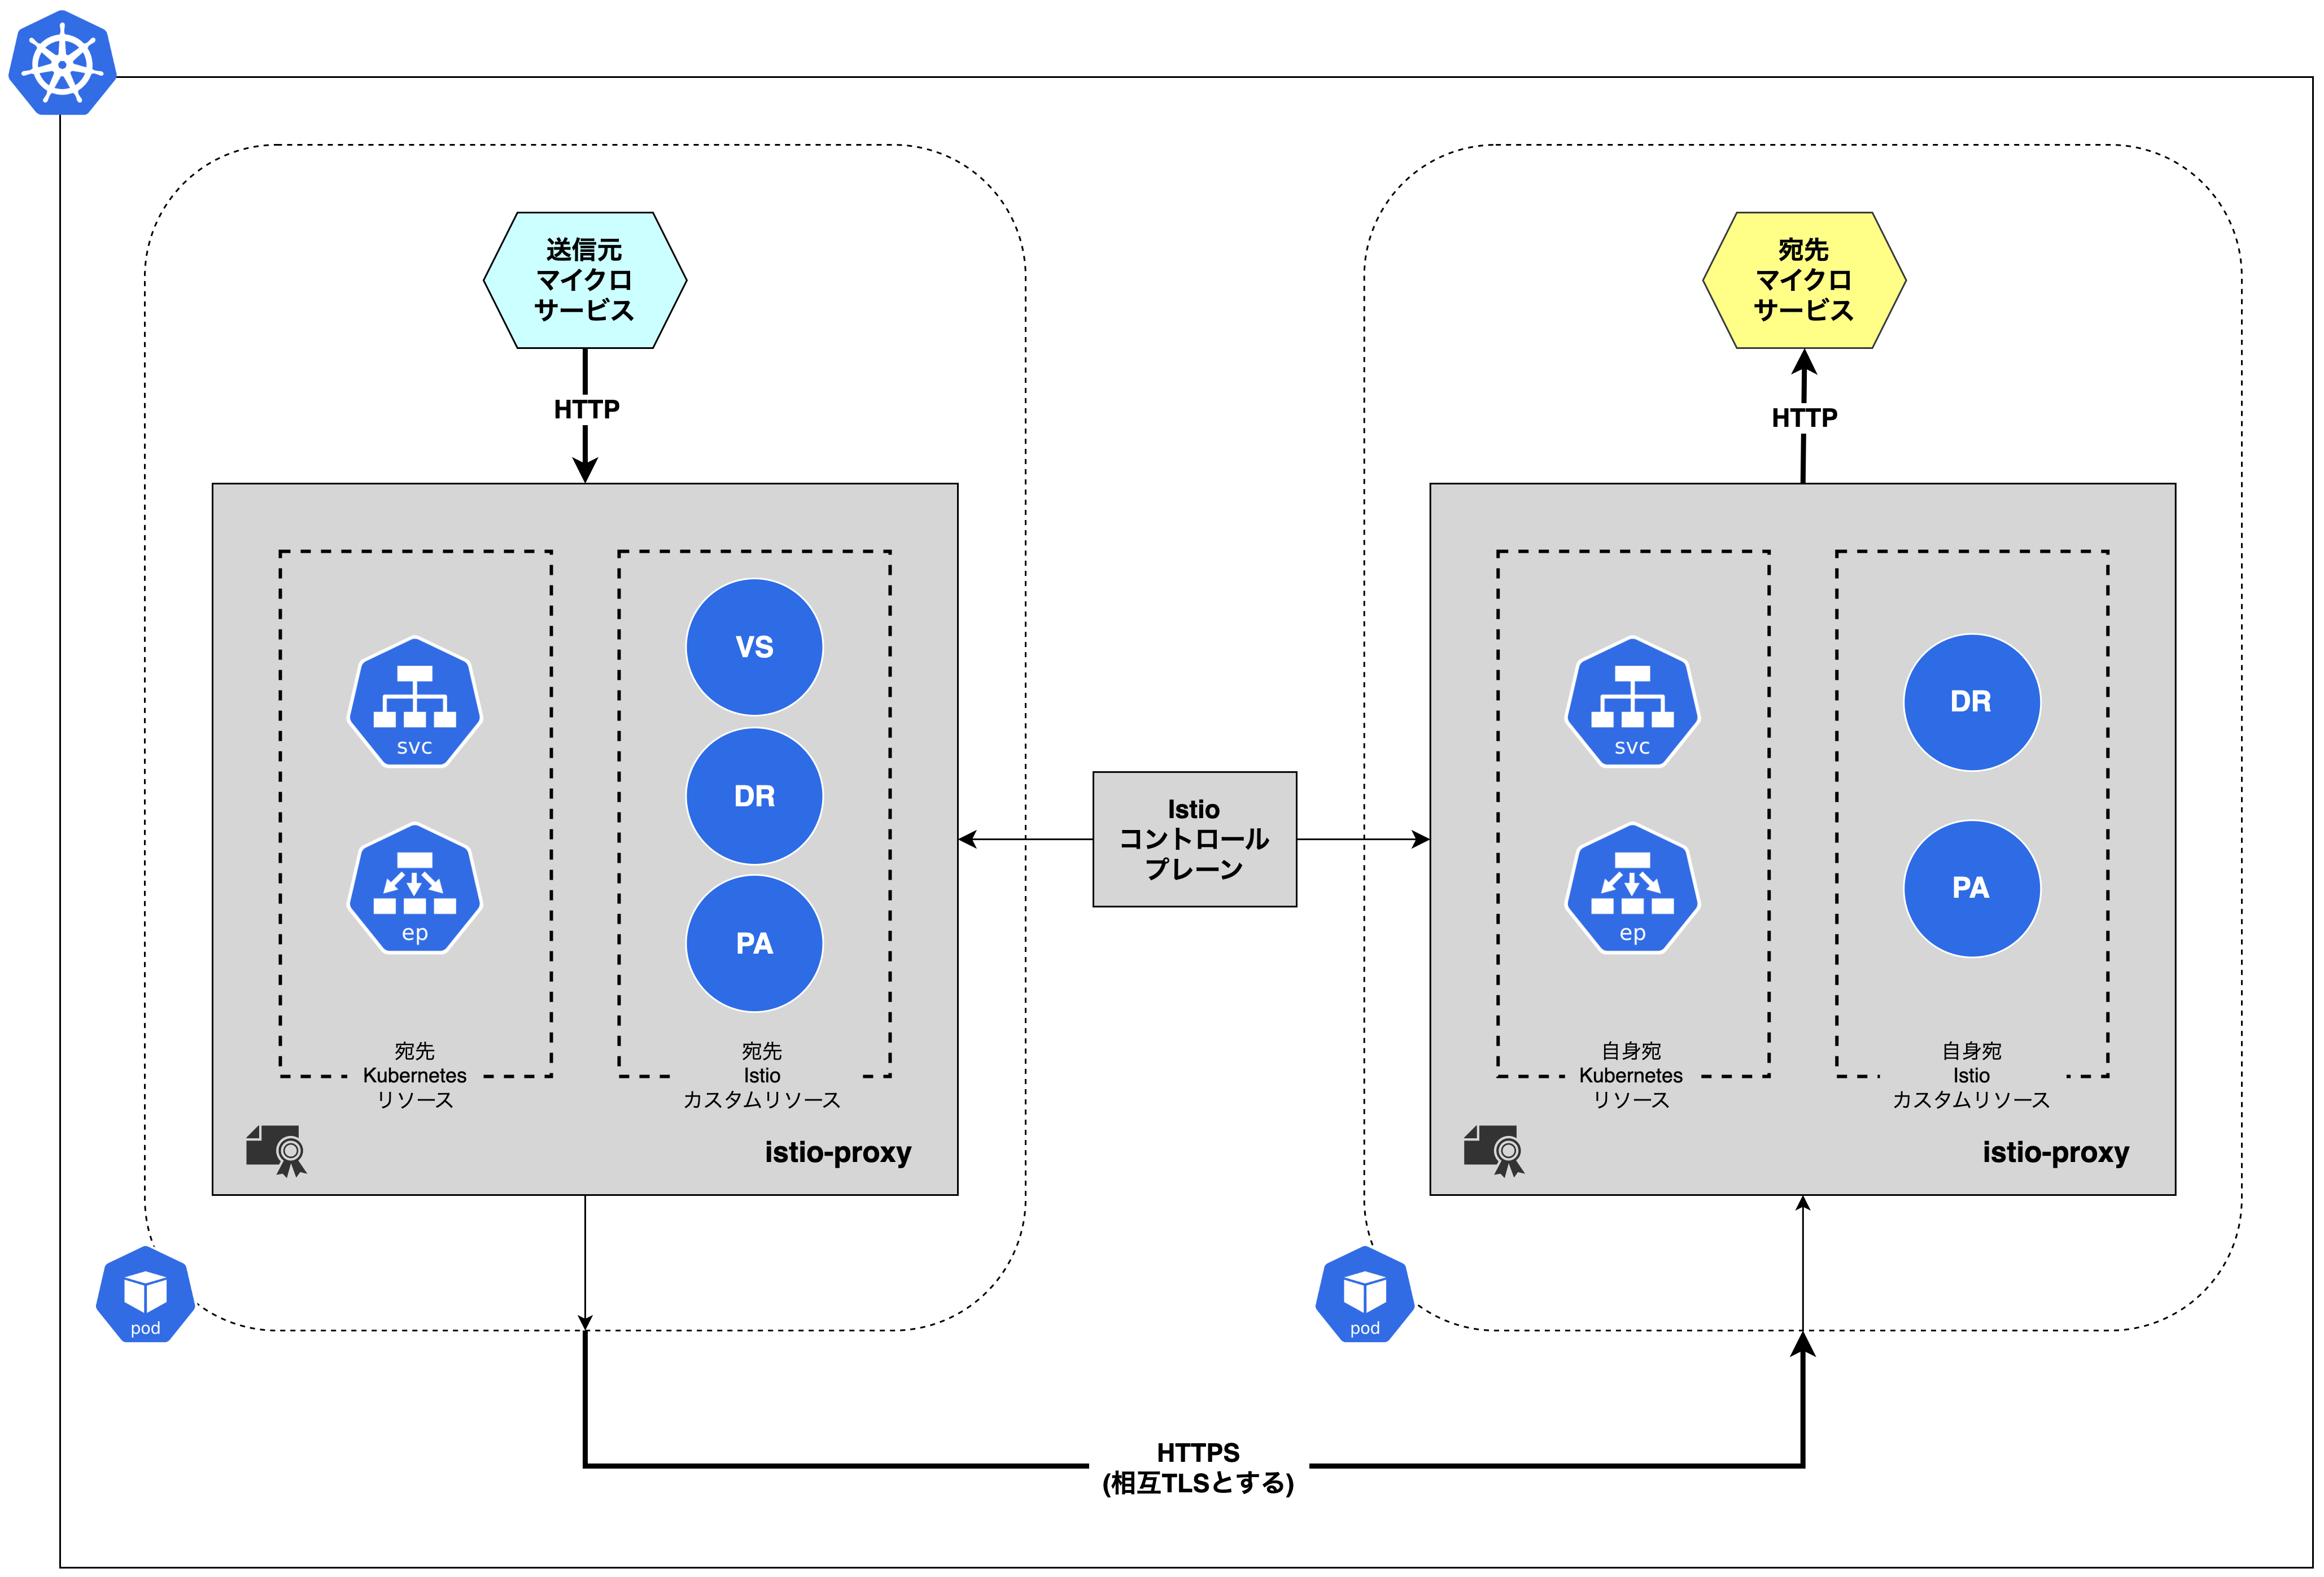 送信元
マイクロ
サービス
HTTP
svc
ep
宛先
Kubernetes
リソース
VS
DR
PA
宛先
Istio
カスタムリソース
istio-proxy
pod
Istio
コントロール
プレーン
宛先
マイクロ
サービス
HTTP
svc
ep
自身宛
Kubernetes
リソース
DR
PA
自身宛
Istio
カスタムリソース
istio-proxy
pod
HTTPS
(相互TLSとする)